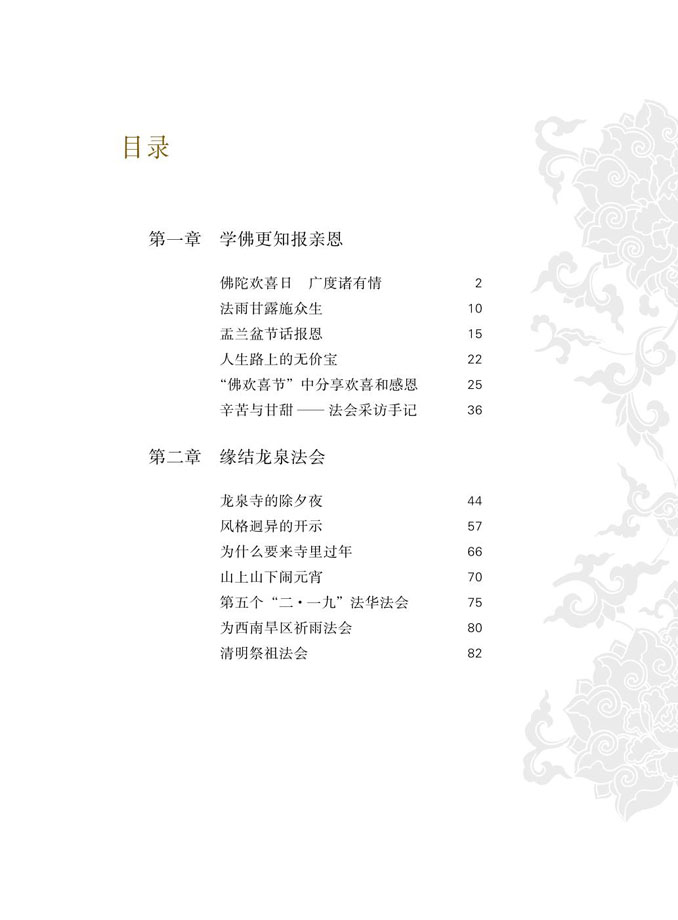 目录
第一章 学佛更知报亲恩
佛陀欢喜日 广度诸有情 2
法雨甘露施众生 10
盂兰盆节话报恩 15
人生路上的无价宝 22
“佛欢喜节”中分享欢喜和感恩 25
辛苦与甘甜 —— 法会采访手记 36
第二章 缘结龙泉法会
龙泉寺的除夕夜 44
风格迥异的开示 57
为什么要来寺里过年 66
山上山下闹元宵 70
第五个“二·一九”法华法会 75
为西南旱区祈雨法会 80
清明祭祖法会 82